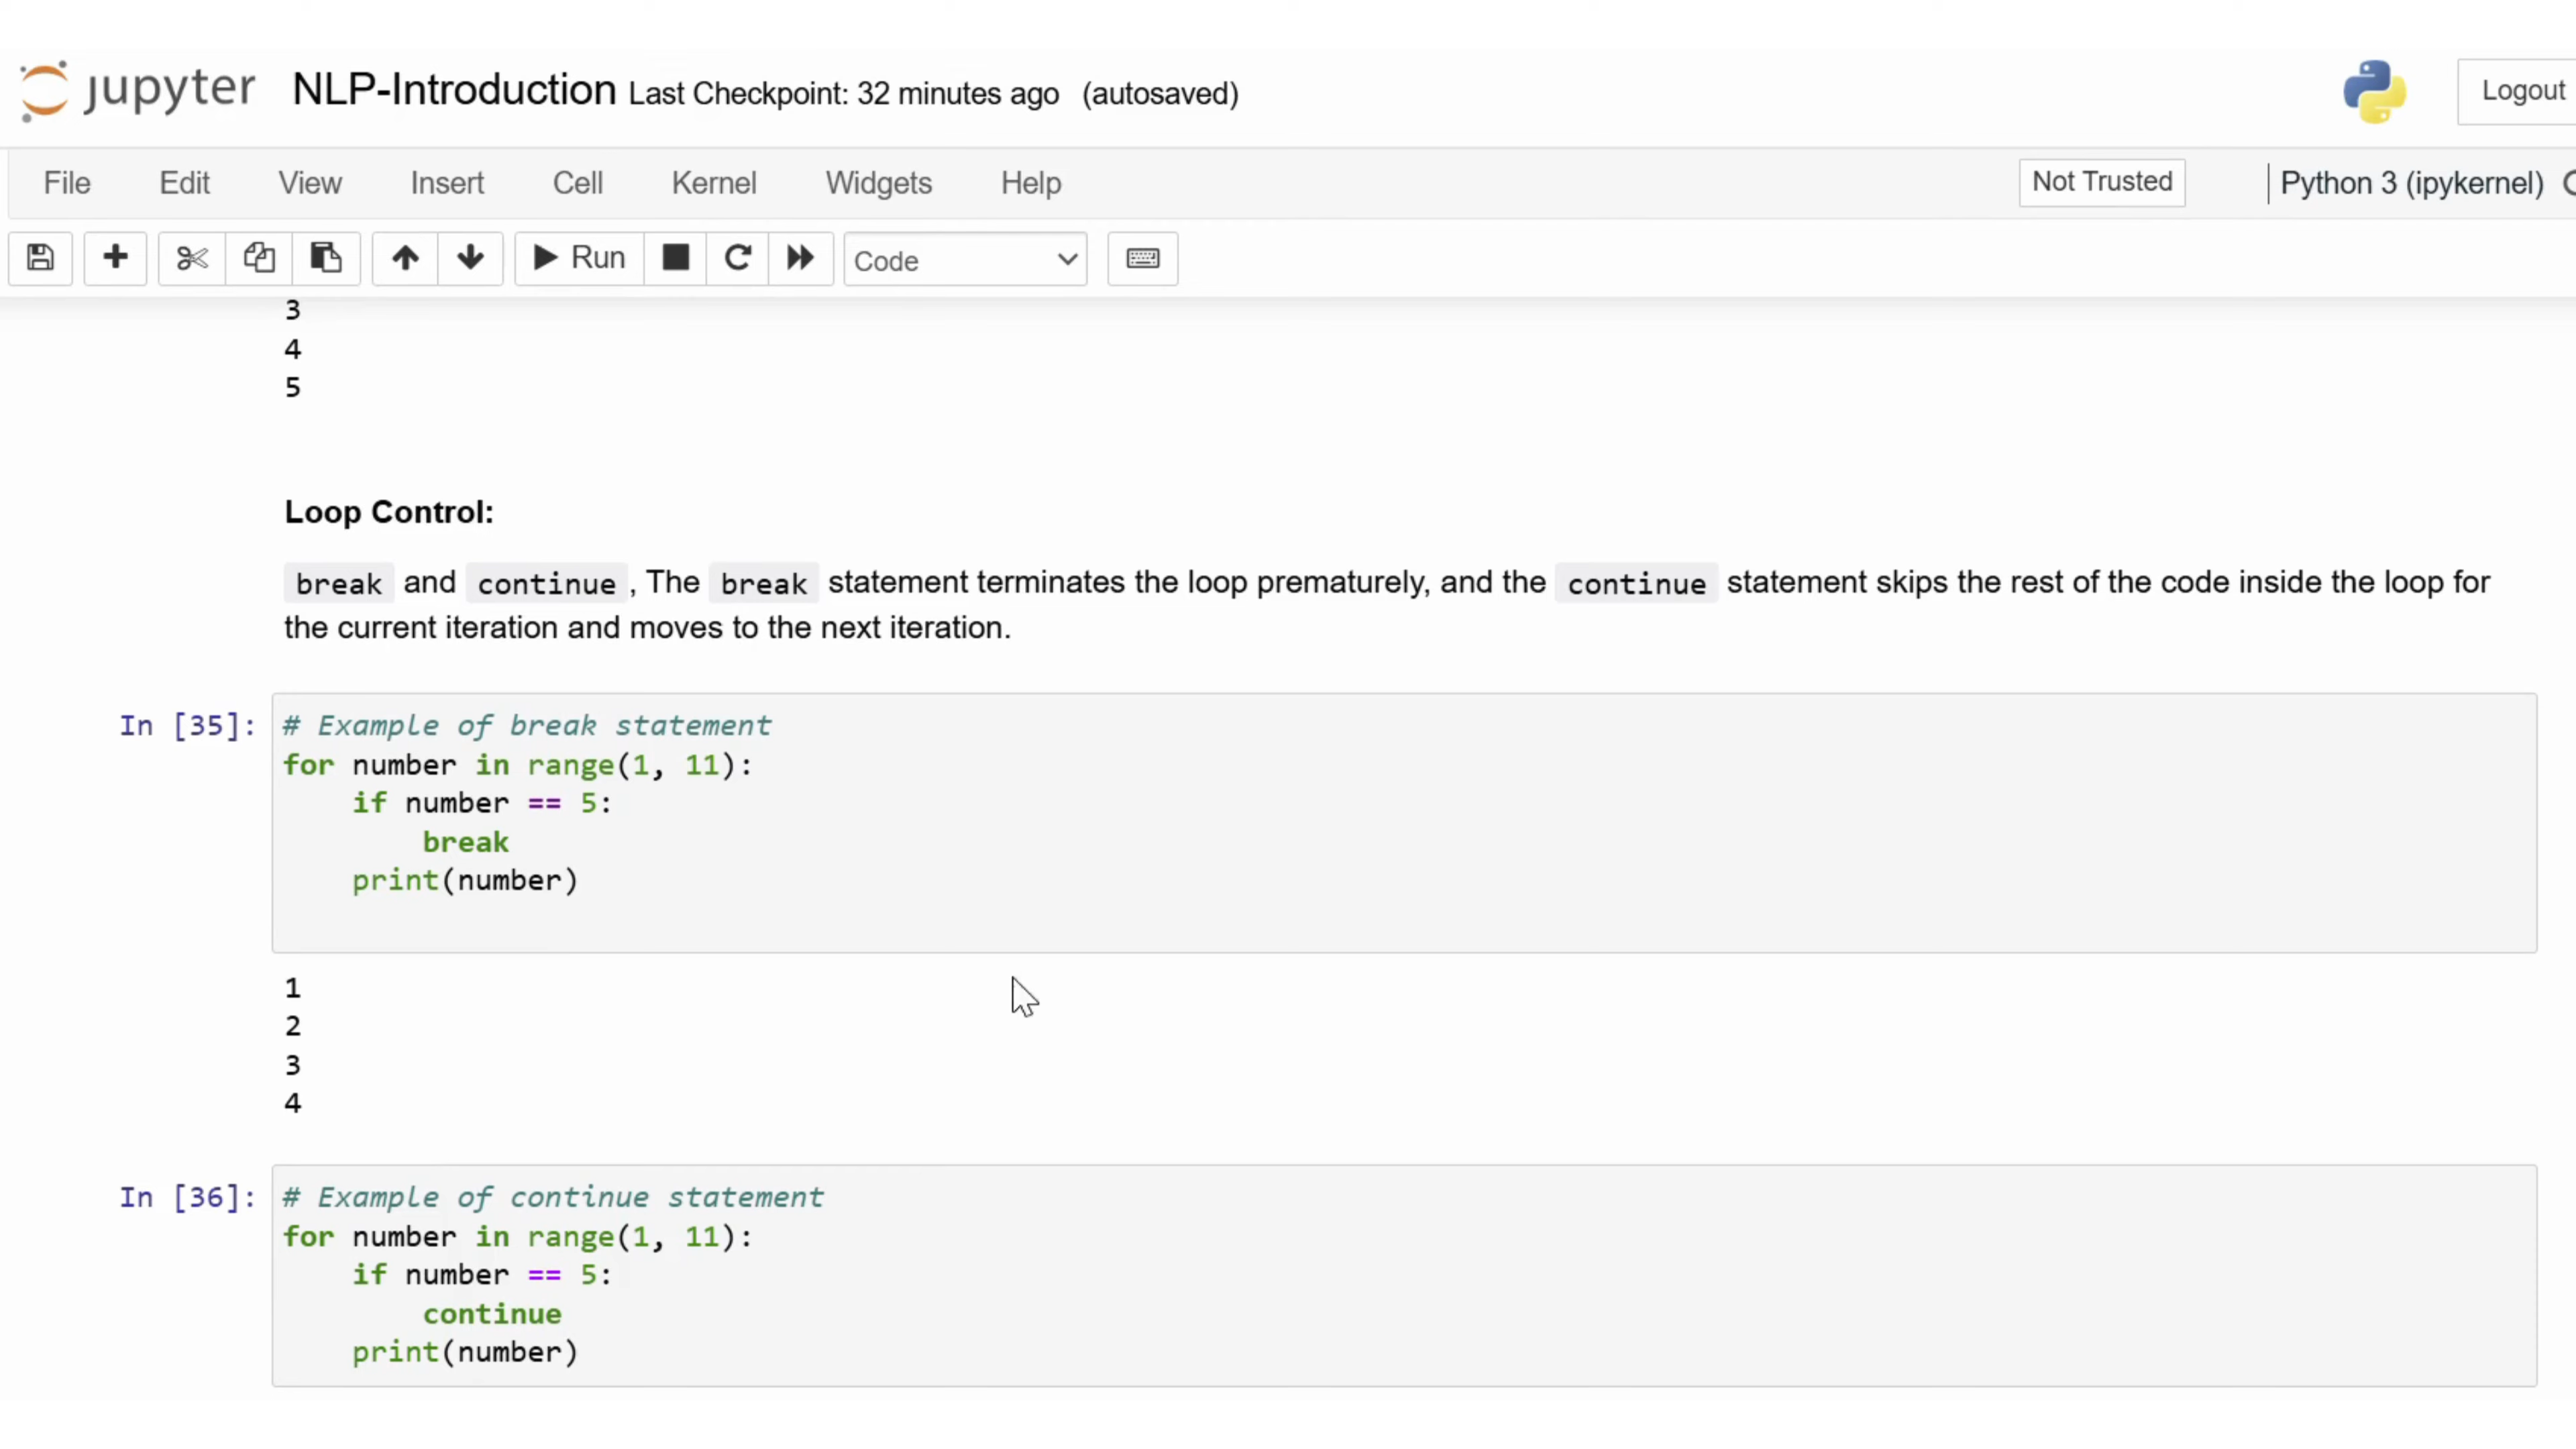 jupyter NLP-Introduction Last Checkpoint: 32 minutes ago (autosaved) Logout
File Edit View Insert Cell Kernel Widgets Help Not Trusted Python 3 (ipykernel)
Run Code
3
4
5
Loop Control:
break and continue , The break statement terminates the loop prematurely, and the continue statement skips the rest of the code inside the loop for
the current iteration and moves to the next iteration.
In [35]: # Example of break statement
for number in range(1, 11):
    if number == 5:
        break
    print(number)
1
2
3
4
In [36]: # Example of continue statement
for number in range(1, 11):
    if number == 5:
        continue
    print(number)